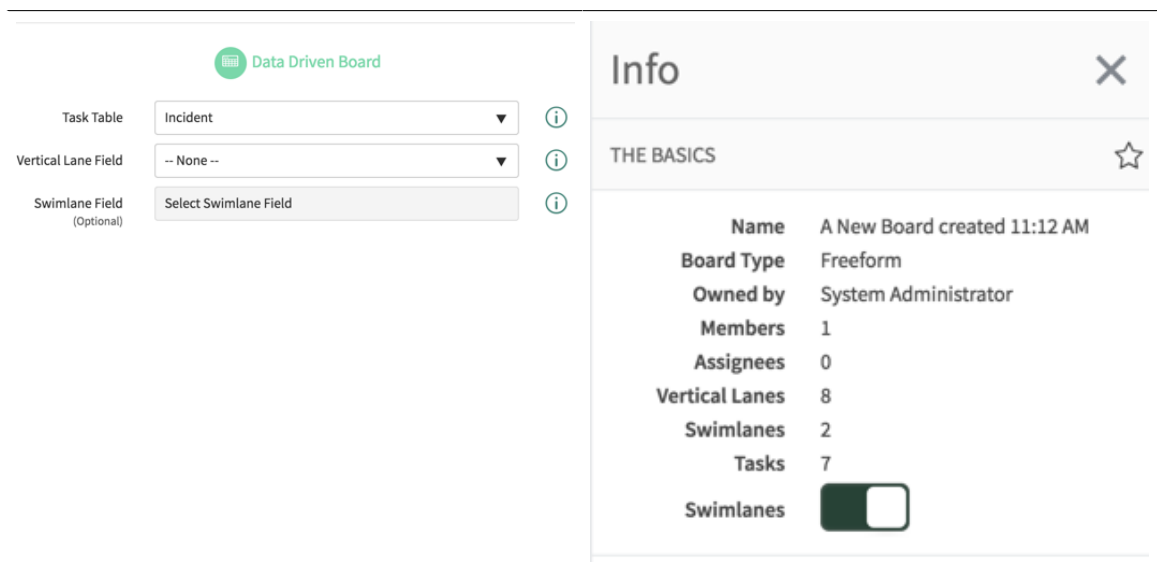 Data Driven Board
Task Table Incident
Vertical Lane Field -- None --
Swimlane Field Select Swimlane Field
(Optional)
Info
THE BASICS
Name A New Board created 11:12 AM
Board Type Freeform
Owned by System Administrator
Members 1
Assignees 0
Vertical Lanes 8
Swimlanes 2
Tasks 7
Swimlanes